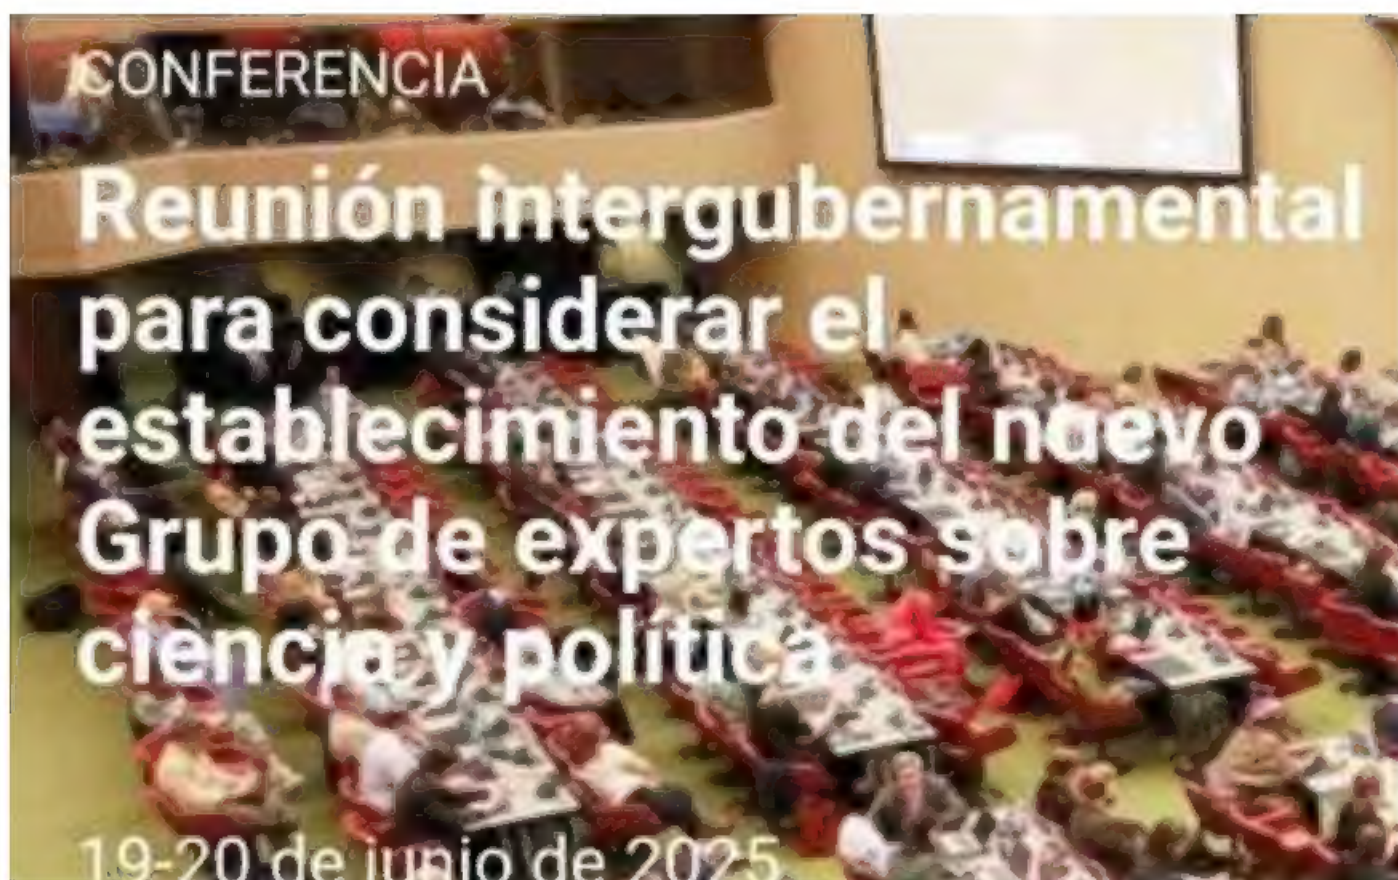 CONFERENCIA
Reunión intergubernamental
para considerar el
establecimiento del nuevo
Grupo de expertos sobre
ciencia y política
19-20 de junio de 2025